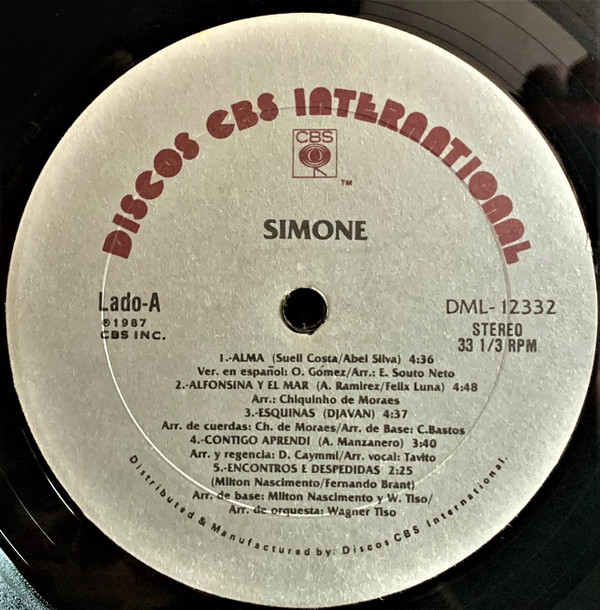 DISCOS CBS INTERNATIONAL
CBS
TM
SIMONE
Lado-A
℗1987
CBS INC.
DML-12332
STEREO
33 1/3 RPM
1.-ALMA (Suell Costa/Abel Silva) 4:36
Ver. en español: O. Gomez/Arr.: E. Souto Neto
2.-ALFONSINA Y EL MAR (A. Ramirez/Felix Luna) 4:48
Arr.: Chiquinho de Moraes
3.-ESQUINAS (DJAVAN) 4:37
Arr. de cuerdas: Ch. de Moraes/Arr. de Base: C.Bastos
4.-CONTIGO APRENDI (A. Manzanero) 3:40
Arr. y regencia: D. Caymmi/Arr. vocal: Tavito
5.-ENCONTROS E DESPEDIDAS 2:25
(Milton Nascimento/Fernando Brant)
Arr. de base: Milton Nascimento y W. Tiso/
Arr. de orquesta: Wagner Tiso
Distributed & Manufactured by: Discos CBS International.